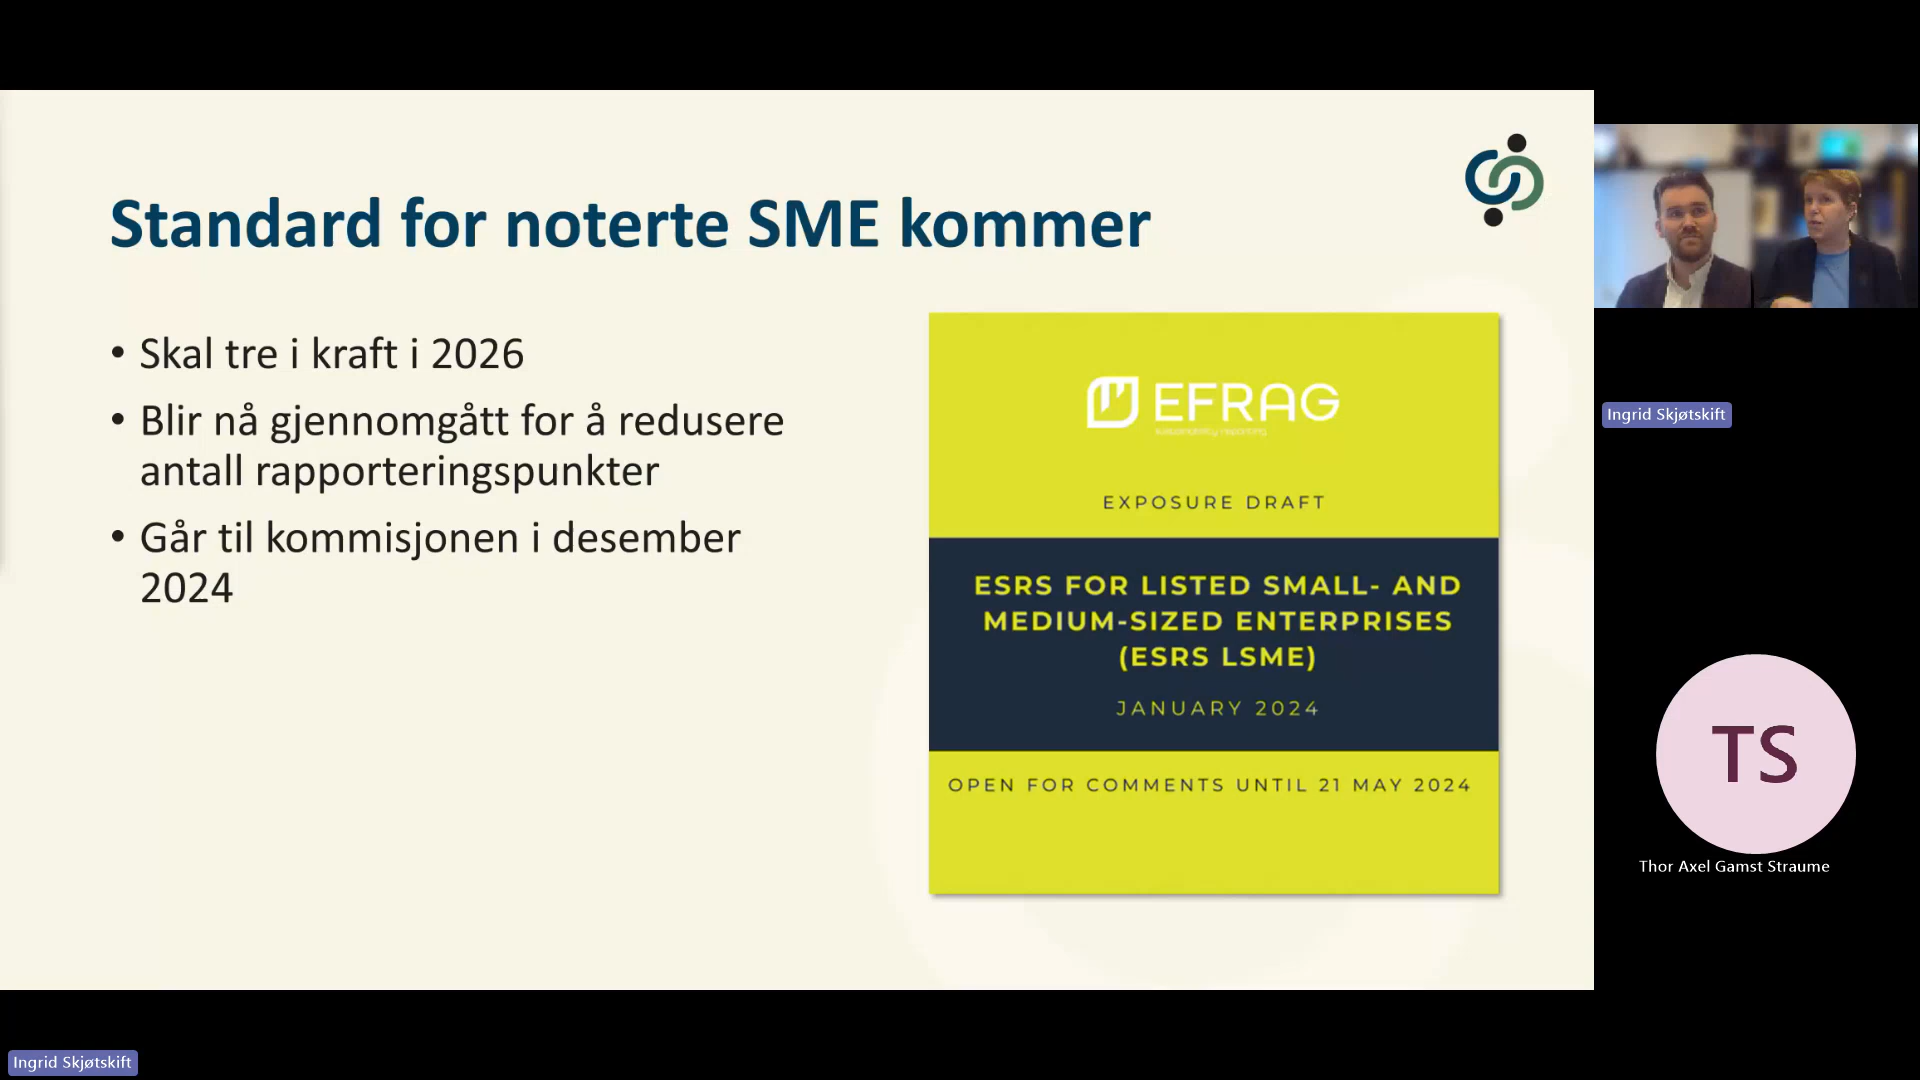 Standard for noterte SME kommer
• Skal tre i kraft i 2026
• Blir nå gjennomgått for å redusere
antall rapporteringspunkter
• Går til kommisjonen i desember
2024
EFRAG
sustainability reporting
EXPOSURE DRAFT
ESRS FOR LISTED SMALL- AND
MEDIUM-SIZED ENTERPRISES
(ESRS LSME)
JANUARY 2024
OPEN FOR COMMENTS UNTIL 21 MAY 2024
Ingrid Skjøtskift
TS
Thor Axel Gamst Straume
Ingrid Skjøtskift